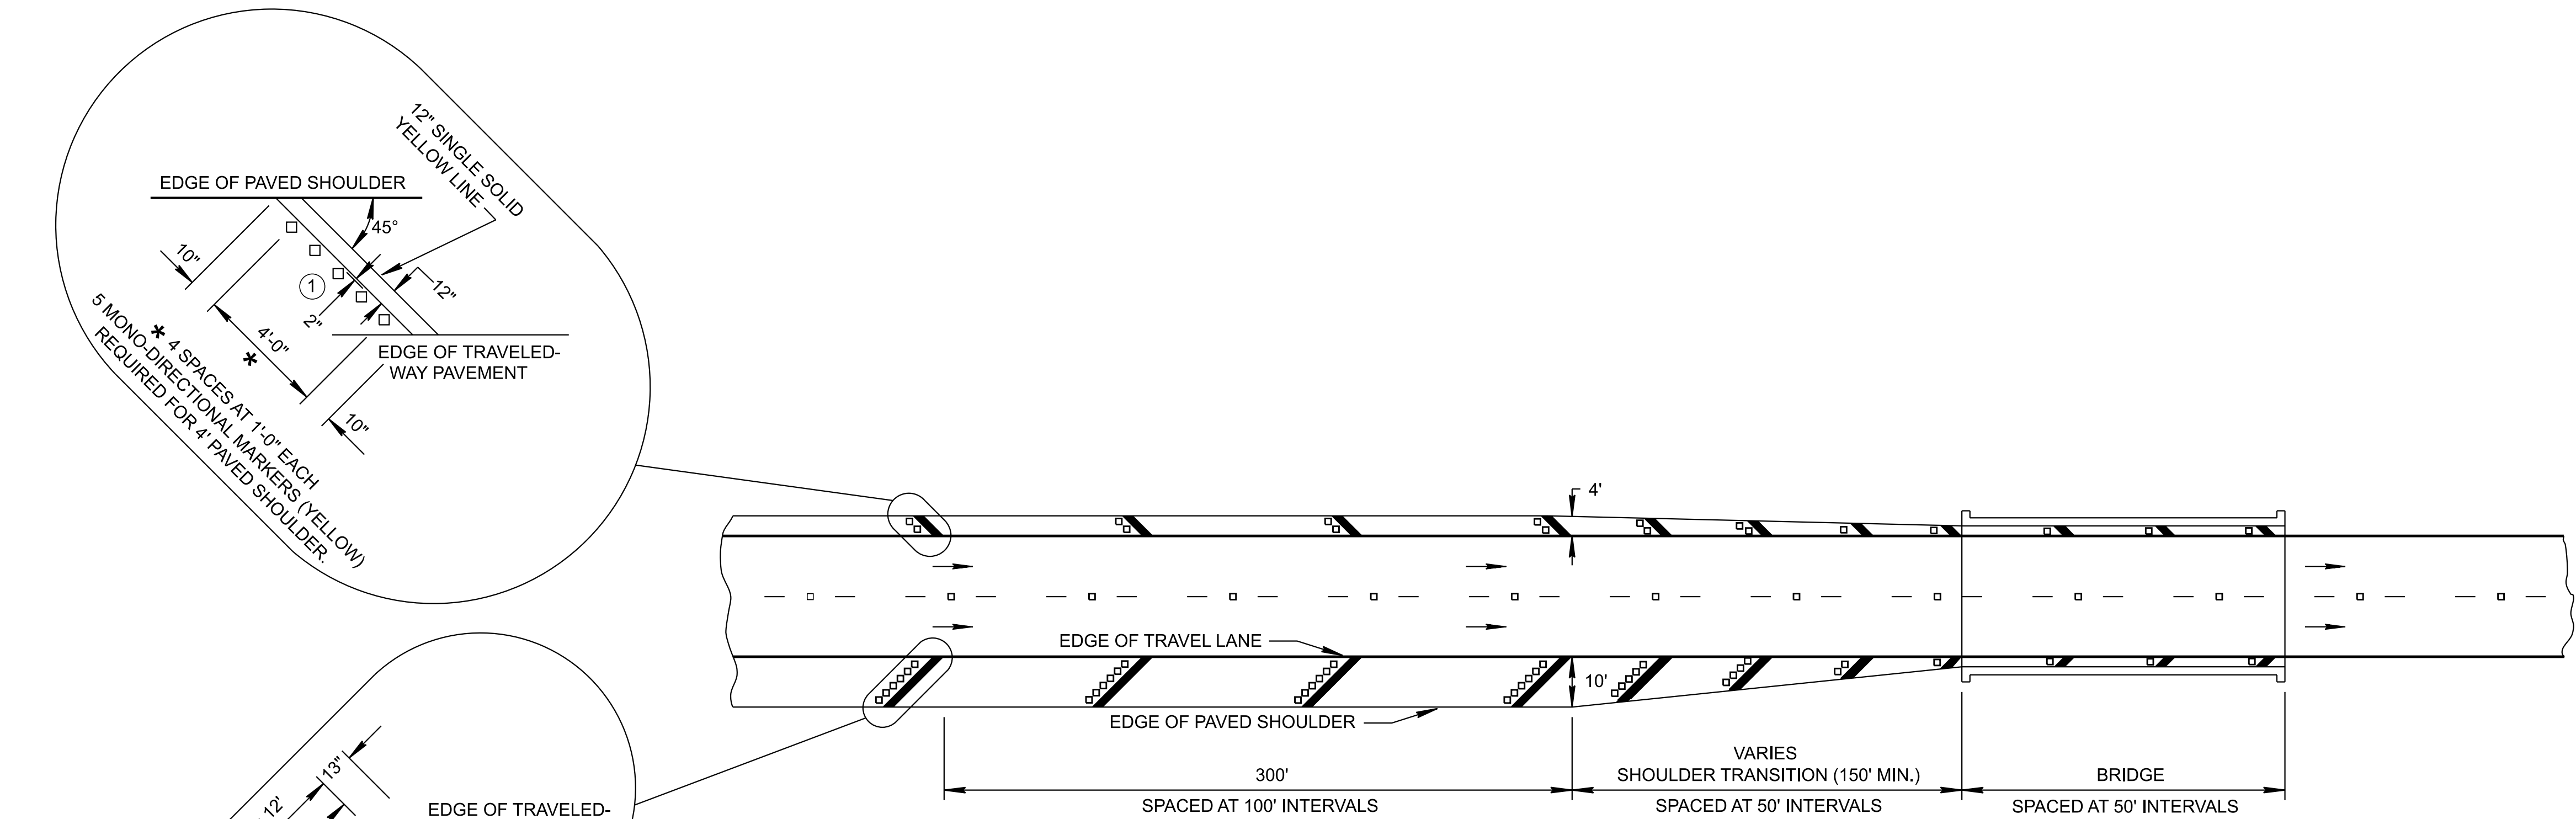 12" SINGLE SOLID
YELLOW LINE
EDGE OF PAVED SHOULDER
45°
10"
1
12"
2"
4'-0"
*
EDGE OF TRAVELED-
WAY PAVEMENT
10"
* 4 SPACES AT 1'-0" EACH
5 MONO-DIRECTIONAL MARKERS (YELLOW)
REQUIRED FOR 4' PAVED SHOULDER.
4'
EDGE OF TRAVEL LANE
10'
EDGE OF PAVED SHOULDER
300'
SPACED AT 100' INTERVALS
VARIES
SHOULDER TRANSITION (150' MIN.)
SPACED AT 50' INTERVALS
BRIDGE
SPACED AT 50' INTERVALS
13"
12'
EDGE OF TRAVELED-